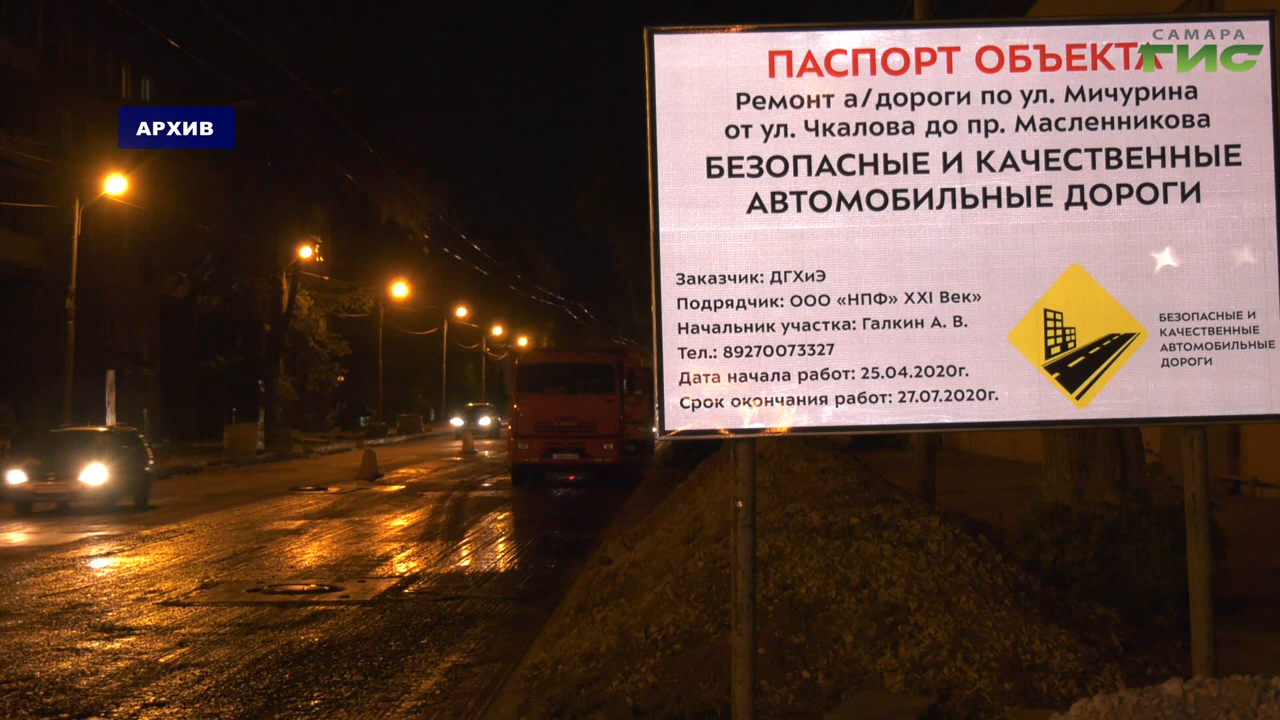 АРХИВ
САМАРА
ГИС
ПАСПОРТ ОБЪЕКТА
Ремонт а/дороги по ул. Мичурина
от ул. Чкалова до пр. Масленникова
БЕЗОПАСНЫЕ И КАЧЕСТВЕННЫЕ
АВТОМОБИЛЬНЫЕ ДОРОГИ
Заказчик: ДГХиЭ
Подрядчик: ООО «НПФ» XXI Век»
Начальник участка: Галкин А. В.
Тел.: 89270073327
Дата начала работ: 25.04.2020г.
Срок окончания работ: 27.07.2020г.
БЕЗОПАСНЫЕ И
КАЧЕСТВЕННЫЕ
АВТОМОБИЛЬНЫЕ
ДОРОГИ